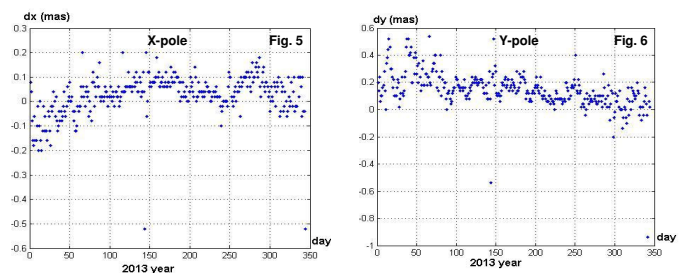 dx (mas)
X-pole
Fig. 5
0.3
0.2
0.1
0
-0.1
-0.2
-0.3
-0.4
-0.5
-0.6
0 50 100 150 200 250 300 350
day
2013 year
dy (mas)
Y-pole
Fig. 6
0.6
0.4
0.2
0
-0.2
-0.4
-0.6
-0.8
-1
0 50 100 150 200 250 300 350
day
2013 year